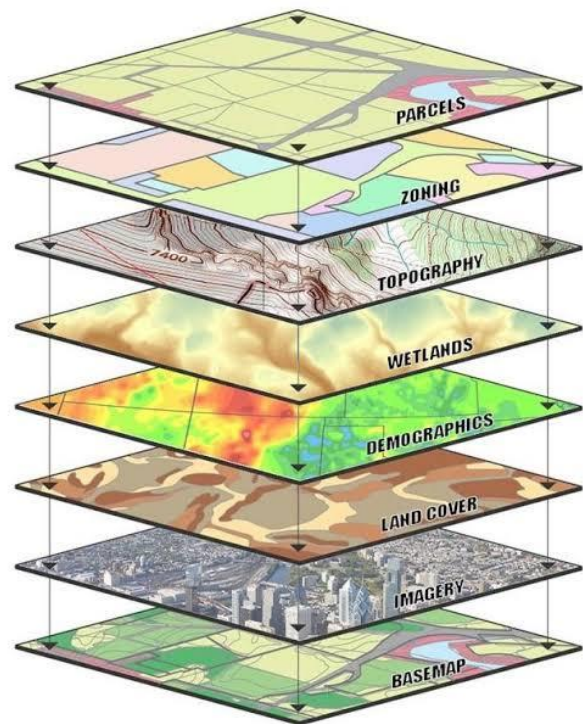 PARCELS
ZONING
7400
TOPOGRAPHY
WETLANDS
DEMOGRAPHICS
LAND COVER
IMAGERY
BASEMAP